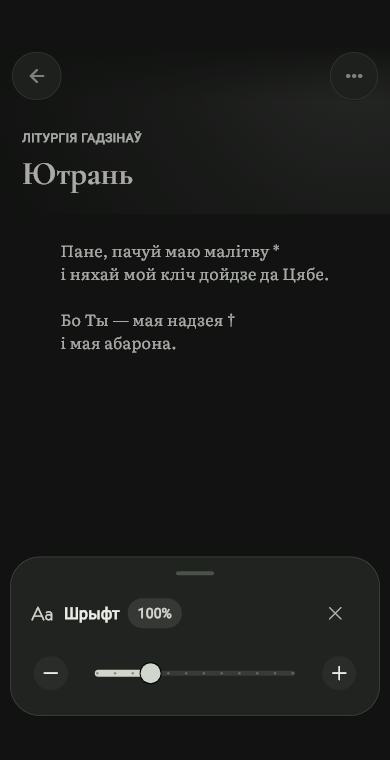 ЛІТУРГІЯ ГАДЗІНАЎ
Ютрань
Пане, пачуй маю малітву *
і няхай мой кліч дойдзе да Цябе.
Бо Ты — мая надзея †
і мая абарона.
Aa Шрыфт 100%